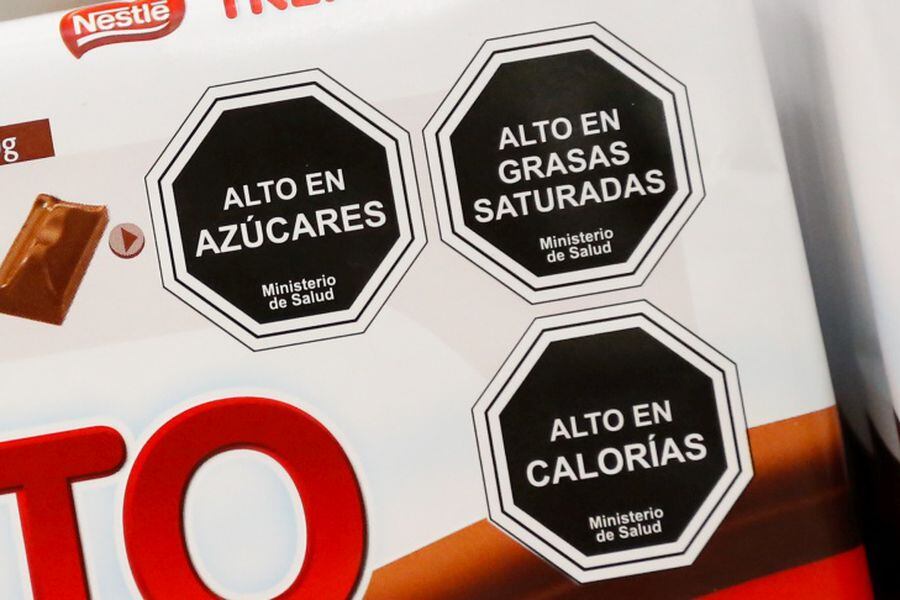 Nestlé
ALTO EN
AZÚCARES
Ministerio
de Salud
ALTO EN
GRASAS
SATURADAS
Ministerio
de Salud
ALTO EN
CALORÍAS
Ministerio
de Salud
g
TO